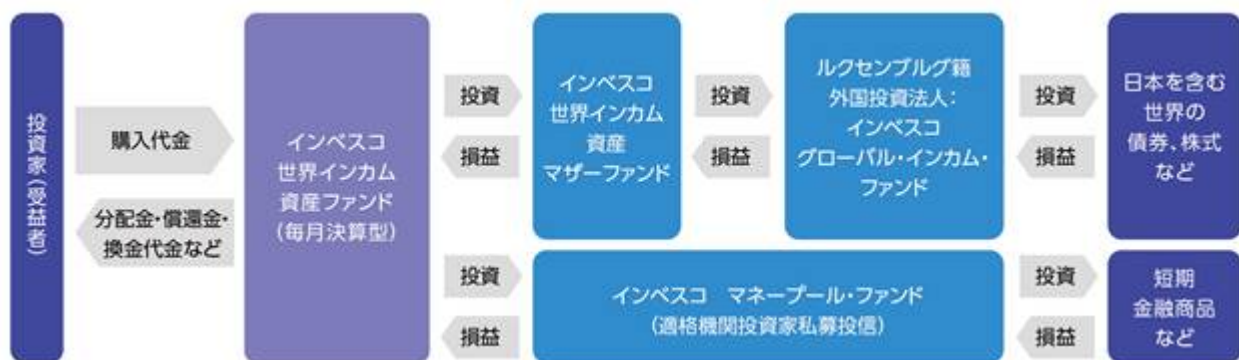 投資家(受益者)
購入代金
分配金・償還金・
換金代金など
インベスコ
世界インカム
資産ファンド
(毎月決算型)
投資
損益
インベスコ
世界インカム
資産
マザーファンド
投資
損益
ルクセンブルグ籍
外国投資法人:
インベスコ
グローバル・インカム・
ファンド
投資
損益
日本を含む
世界の
債券、株式
など
投資
損益
インベスコ　マネープール・ファンド
(適格機関投資家私募投信)
投資
損益
短期
金融商品
など